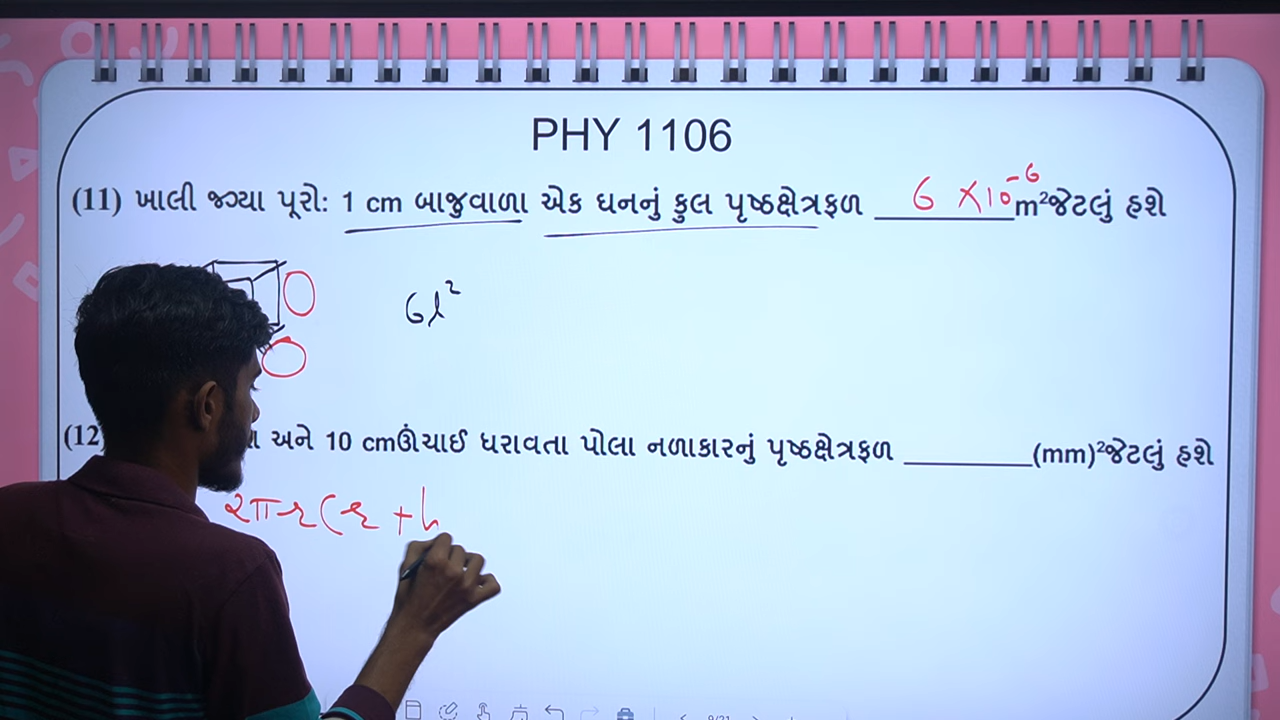 PHY 1106
(11) ખાલી જગ્યા પૂરો: 1 cm બાજુવાળા એક ઘનનું કુલ પૃષ્ઠક્ષેત્રફળ 6 ×10⁻⁶ m²જેટલું હશે
6l²
(12 અને 10 cmઊંચાઈ ધરાવતા પોલા નળાકારનું પૃષ્ઠક્ષેત્રફળ ________(mm)²જેટલું હશે
2πr(r + h